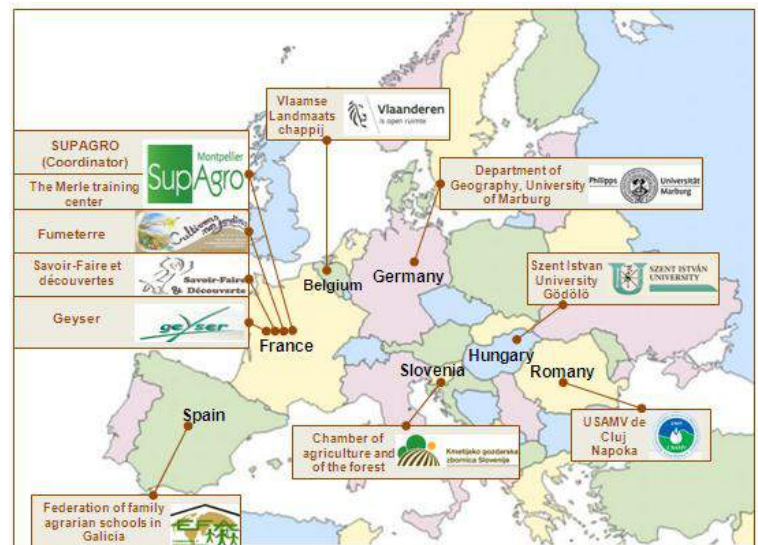 Vlaamse
Landmaats
chappij
Vlaanderen
is open ruimte
SUPAGRO
(Coordinator)
Montpellier
SupAgro
The Merle training
center
Fumeterre
Cultivons nos jardins
Savoir-Faire et
découvertes
Savoir-Faire
& Découverte
Geyser
geyser
Department of
Geography, University
of Marburg
Philipps
Universität
Marburg
Szent Istvan
University
Gödölö
SZENT ISTVÁN
UNIVERSITY
Belgium
Germany
France
Hungary
Slovenia
Romany
Spain
Chamber of
agriculture and
of the forest
Kmetijsko gozdarska
zbornica Slovenije
USAMV de
Cluj
Napoka
Federation of family
agrarian schools in
Galicia
EFA